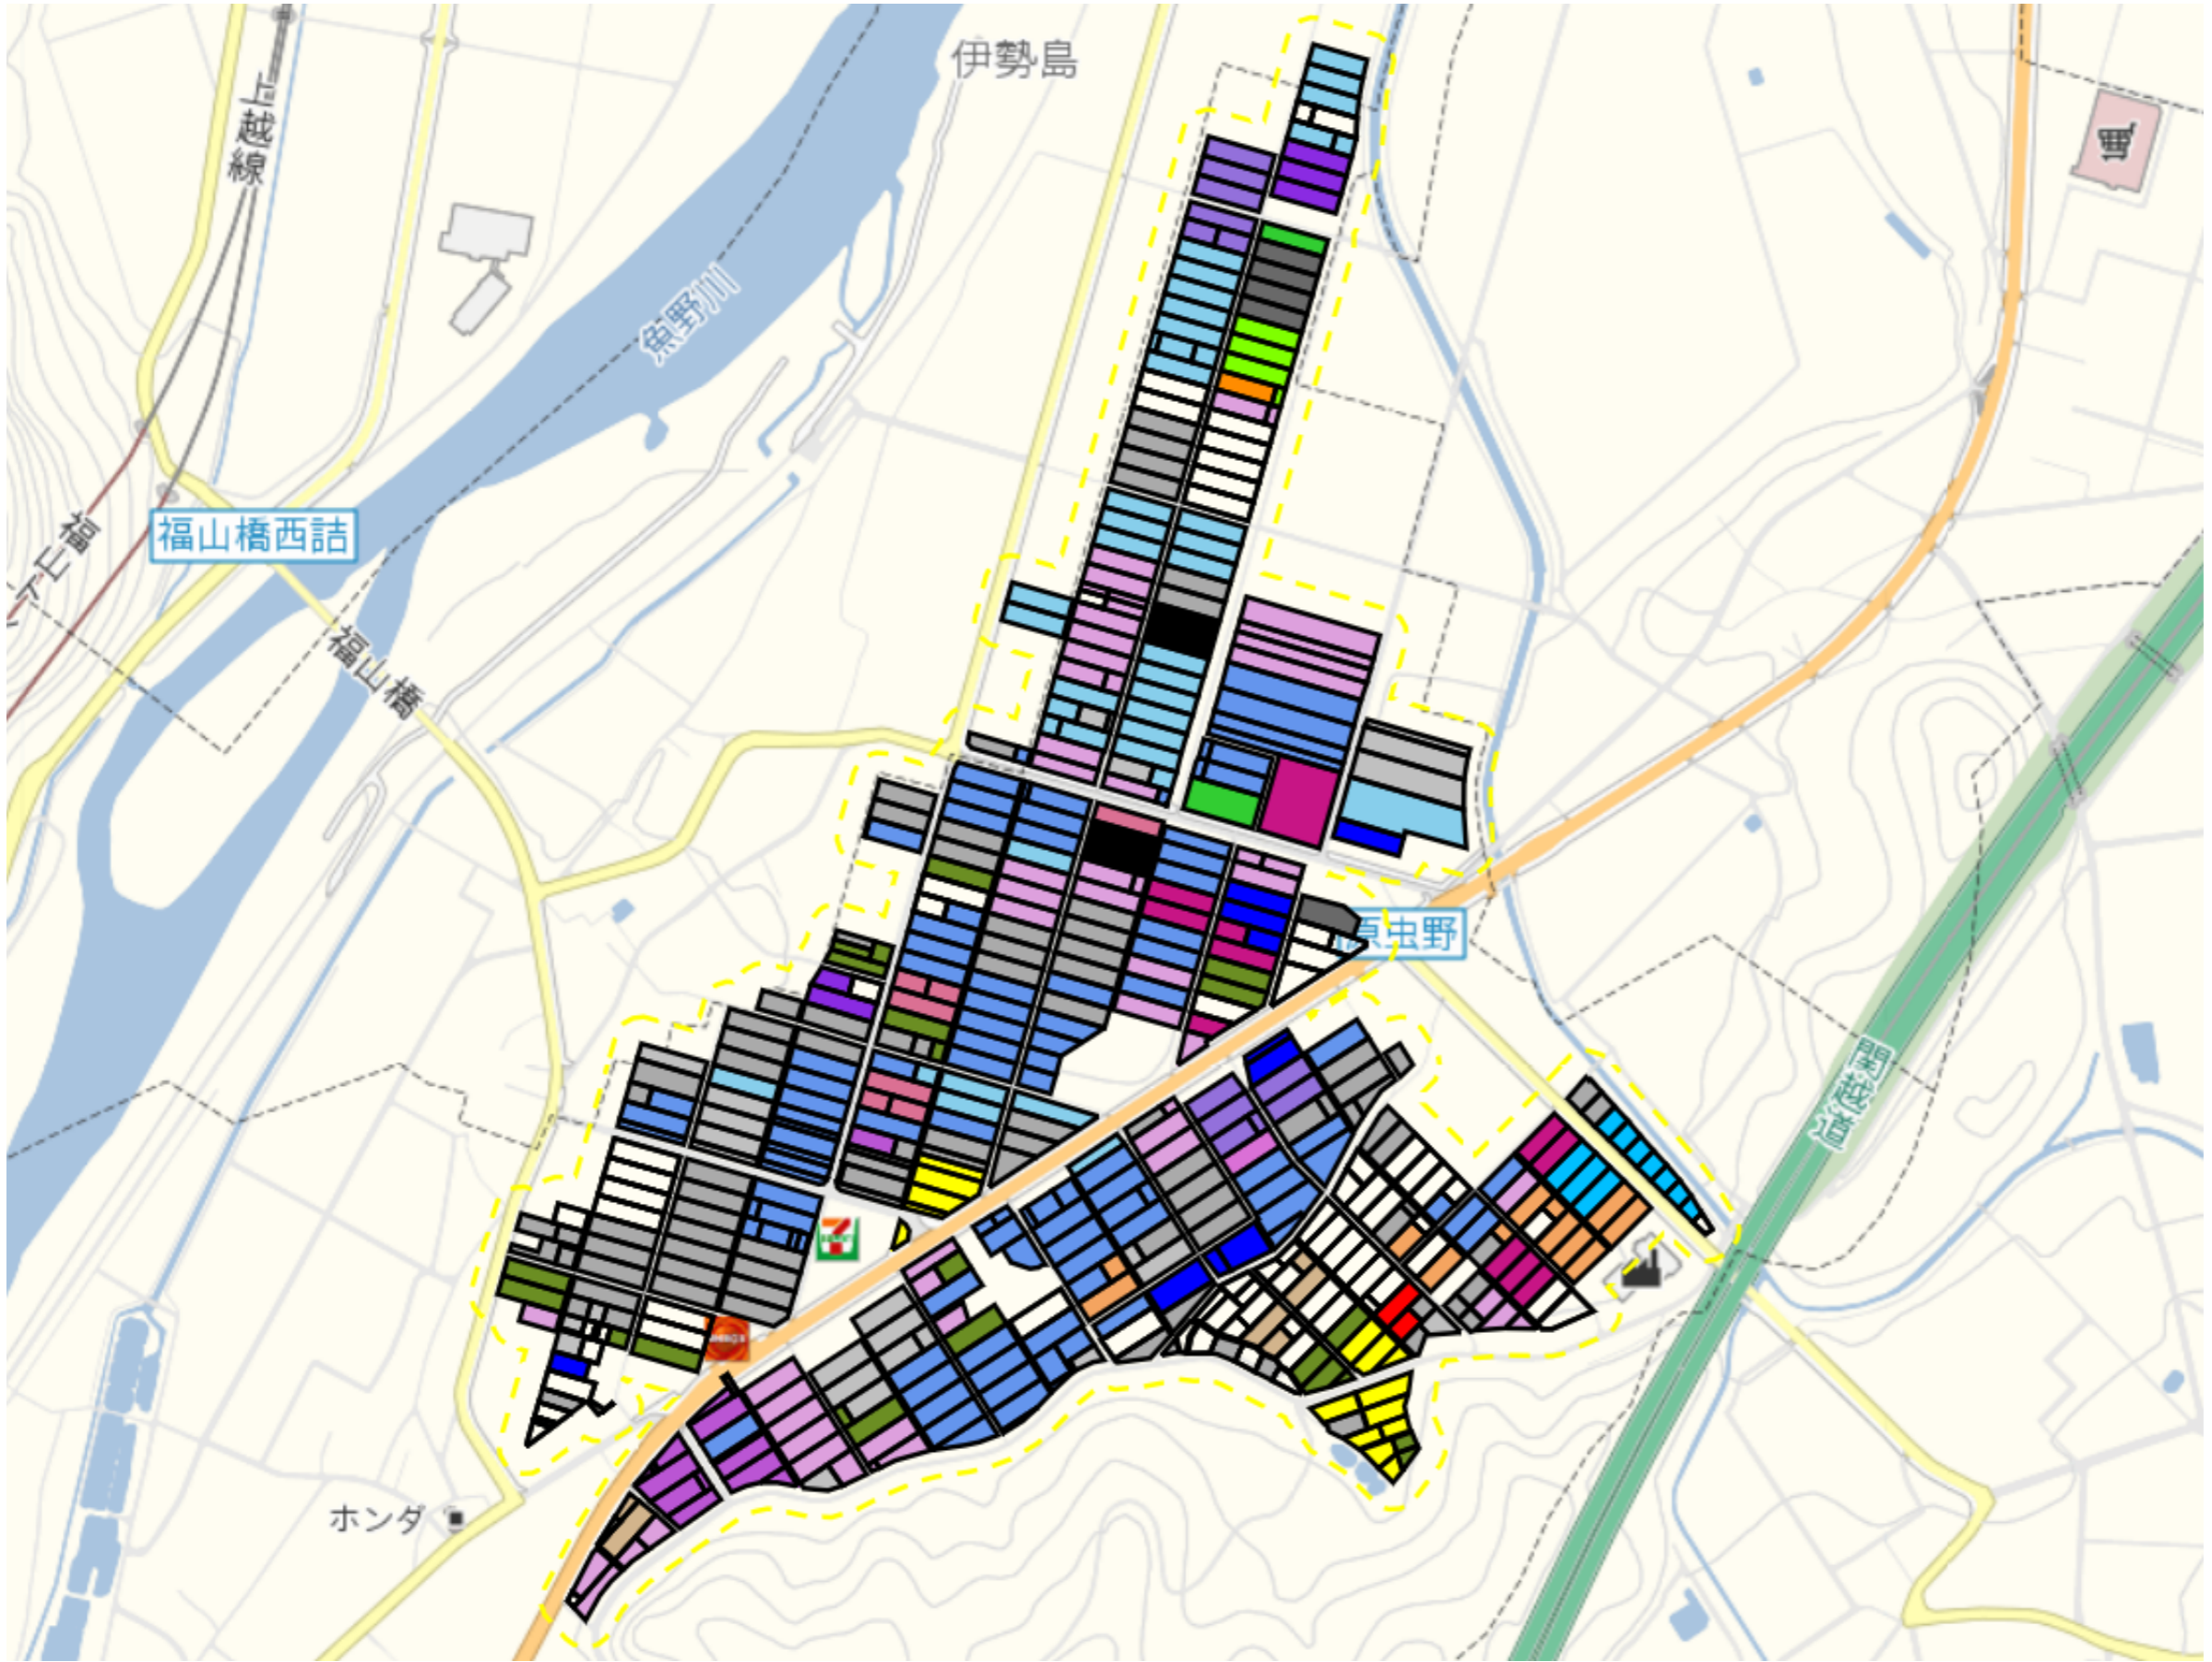 伊勢島
上越線
魚野川
福山橋西詰
福山橋
原虫野
関越道
ホンダ